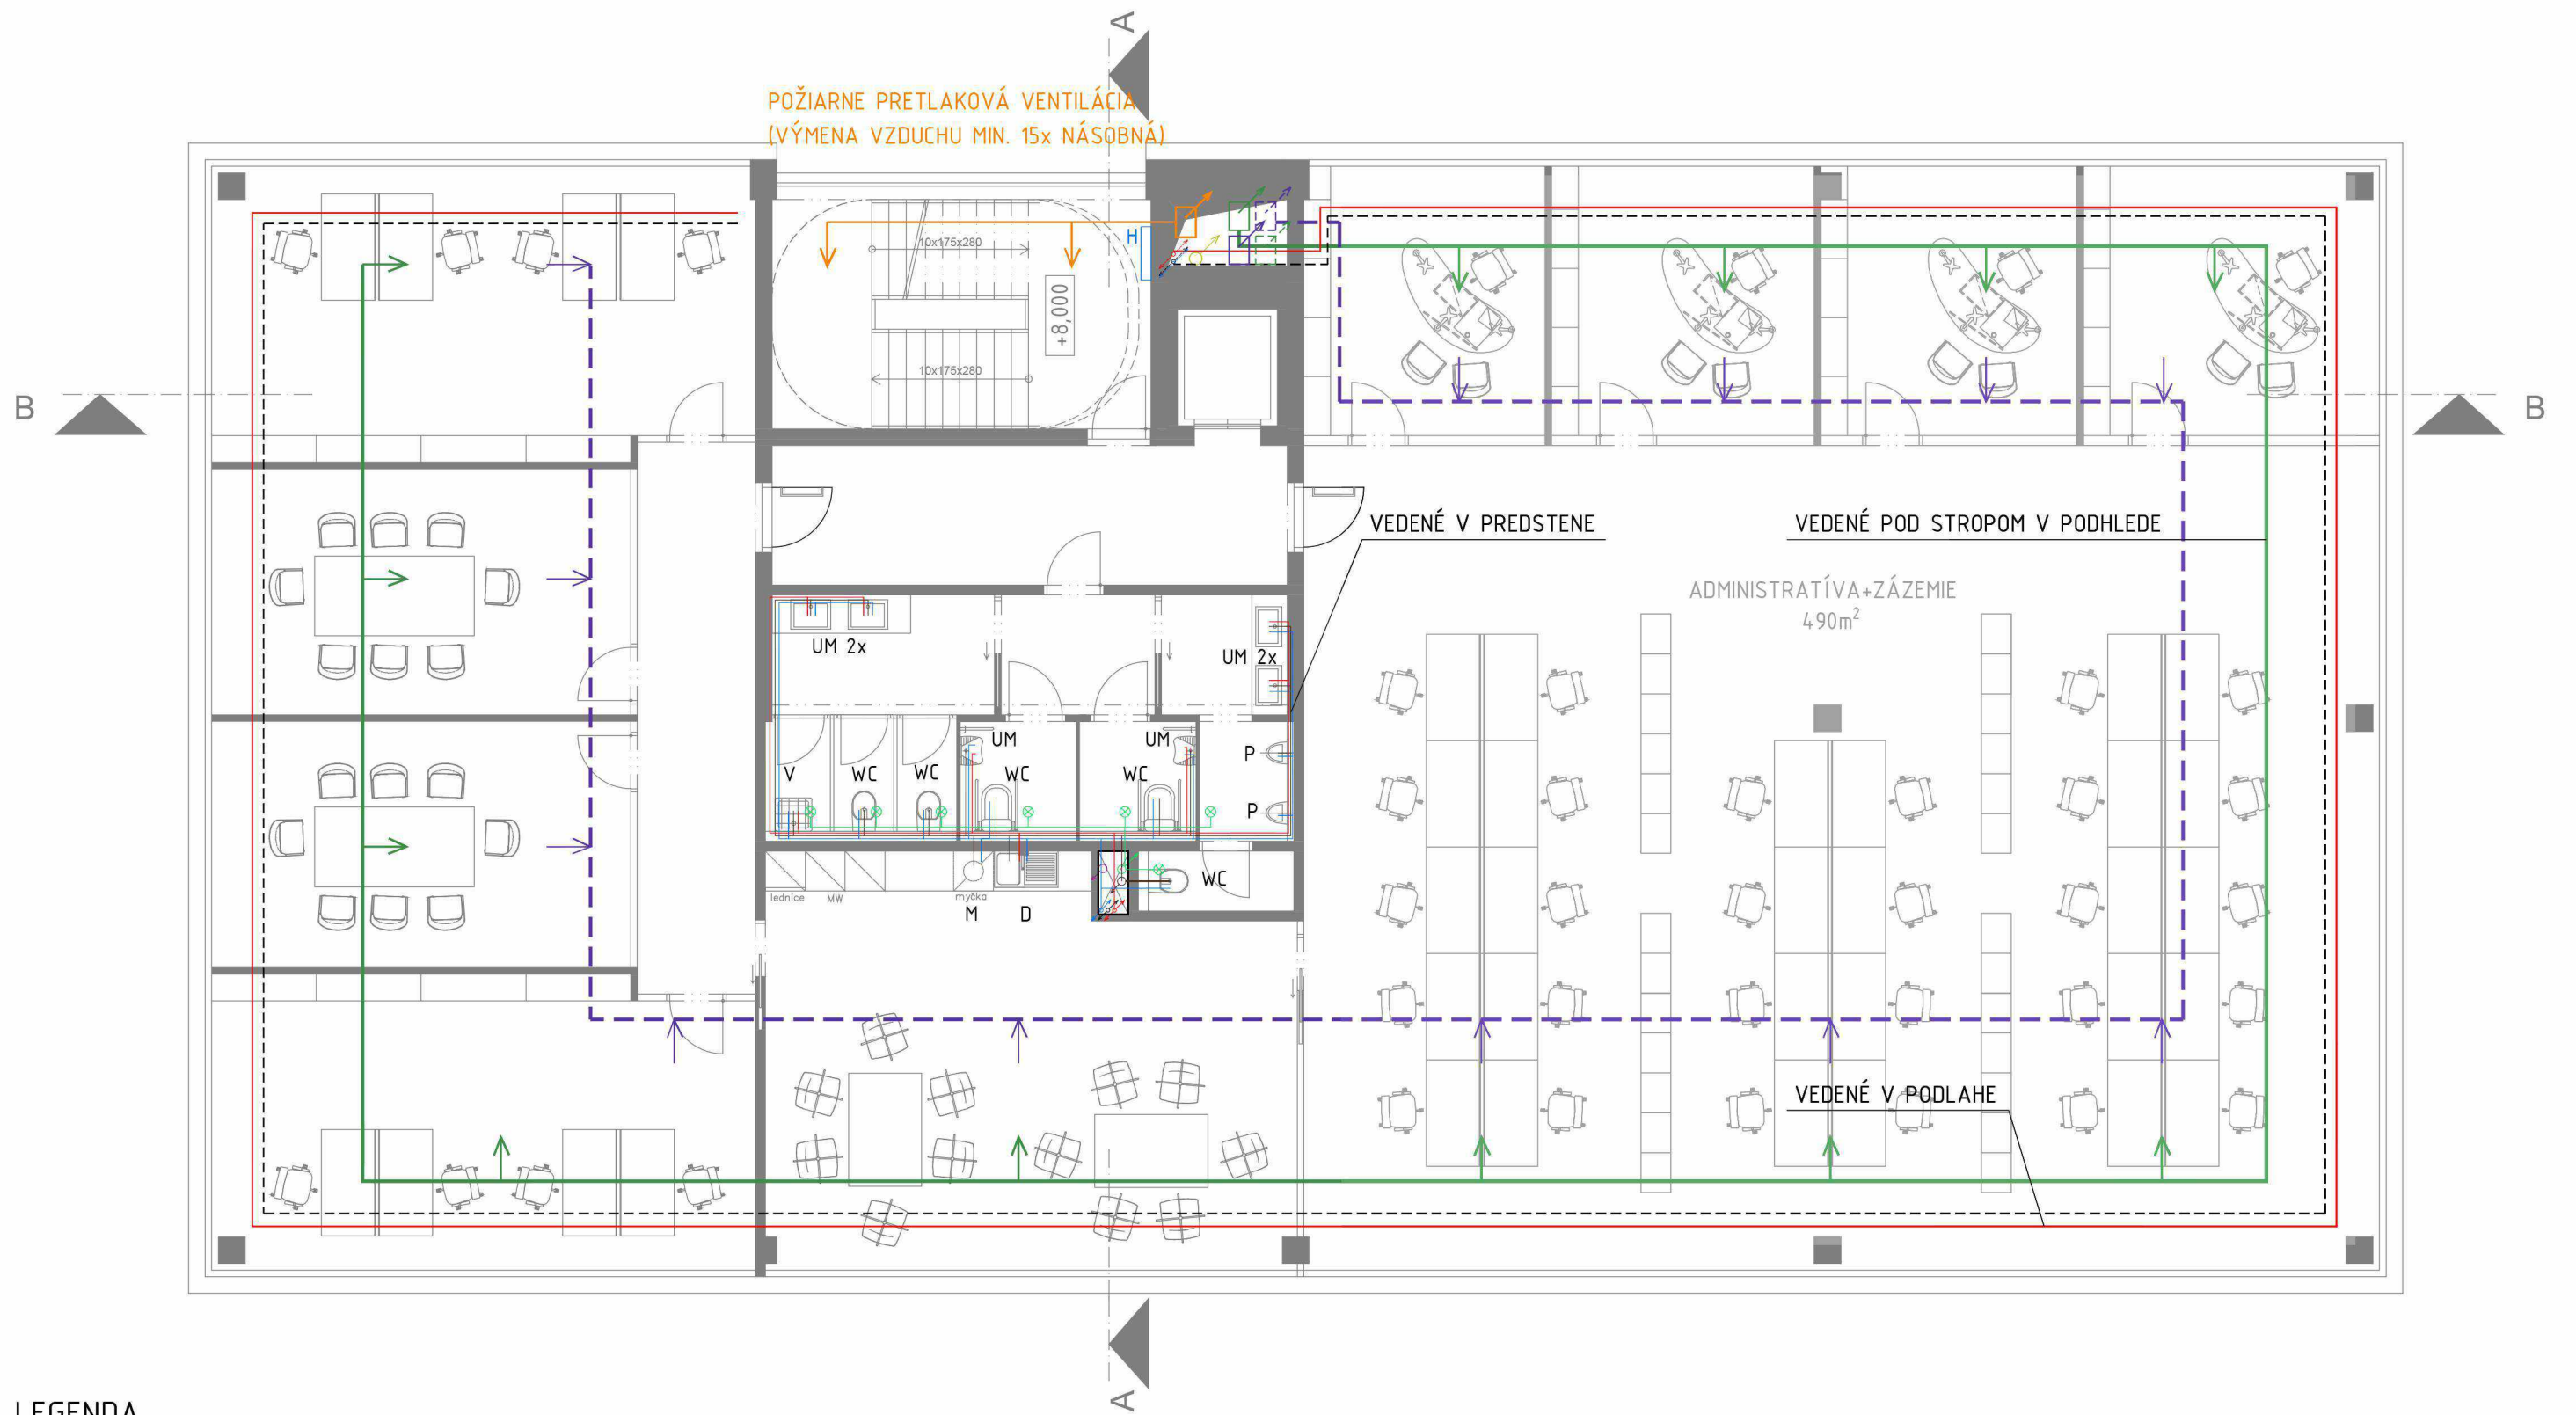 A
POŽIARNE PRETLAKOVÁ VENTILÁCIA
(VÝMENA VZDUCHU MIN. 15x NÁSOBNÁ)
H
10x175x280
+8,000
10x175x280
B
B
VEDENÉ V PREDSTENE
VEDENÉ POD STROPOM V PODHLEDE
ADMINISTRATÍVA+ZÁZEMIE
490m²
UM 2x
UM 2x
UM
UM
P
V
WC
WC
WC
WC
P
WC
lednice
MW
myčka
M
D
VEDENÉ V PODLAHE
A
LEGENDA